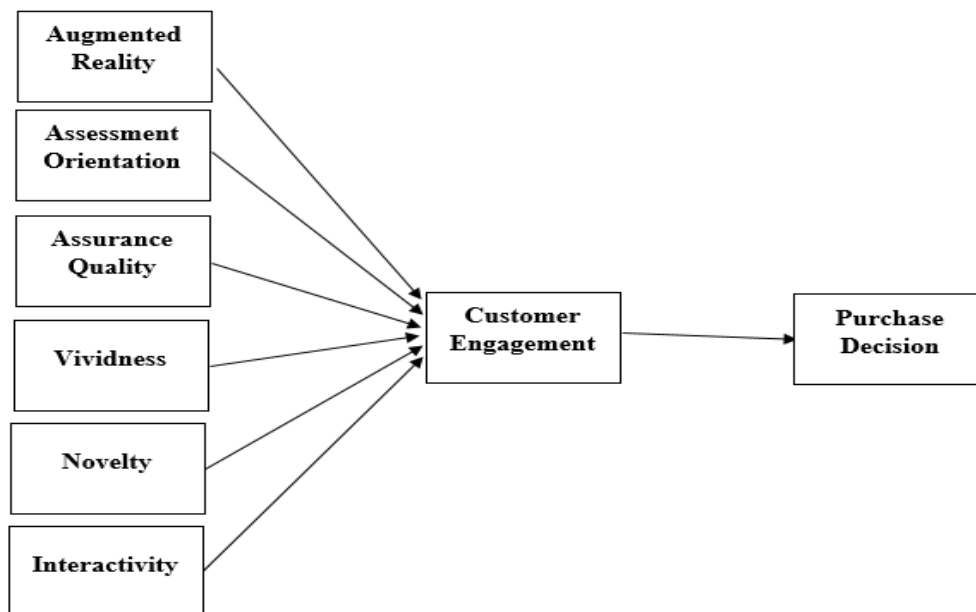 Augmented
Reality
Assessment
Orientation
Assurance
Quality
Vividness
Novelty
Interactivity
Customer
Engagement
Purchase
Decision